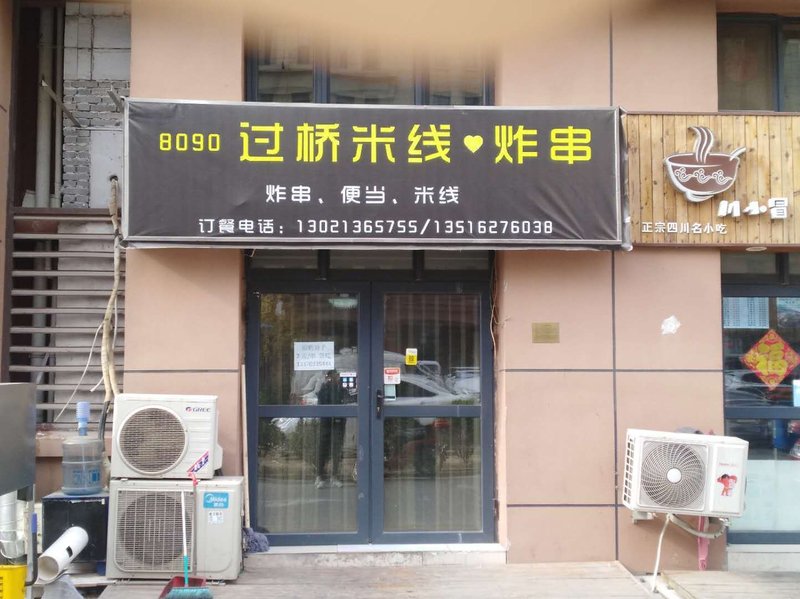 8090 过桥米线 炸串
炸串、便当、米线
订餐电话：13021365755/13516276038
川小冒
正宗四川名小吃
GREE
Midea
福